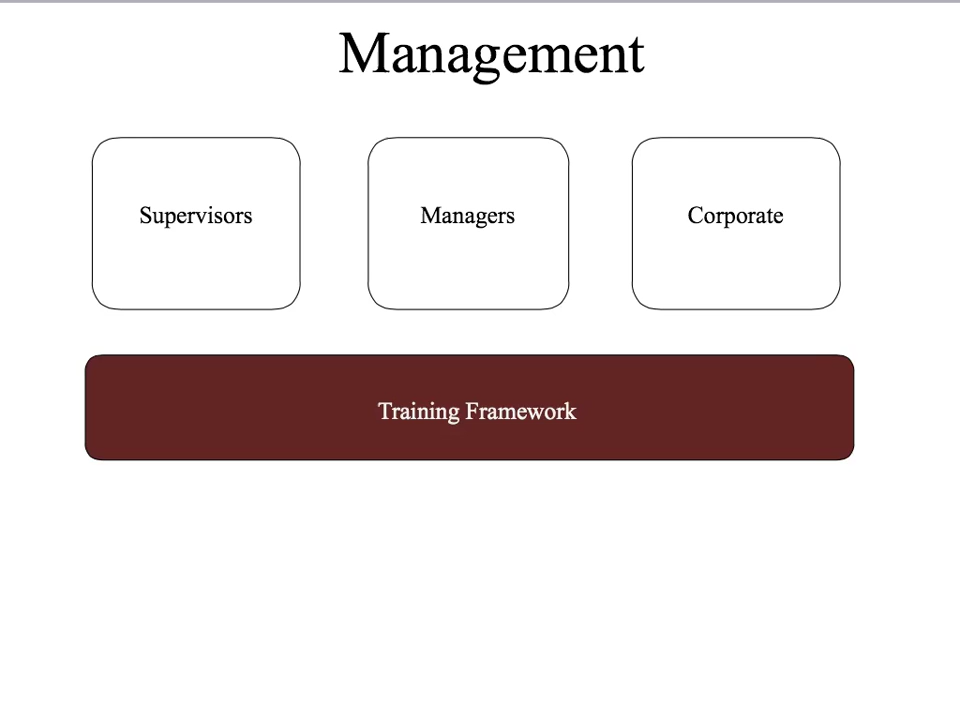 Management
Supervisors
Managers
Corporate
Training Framework